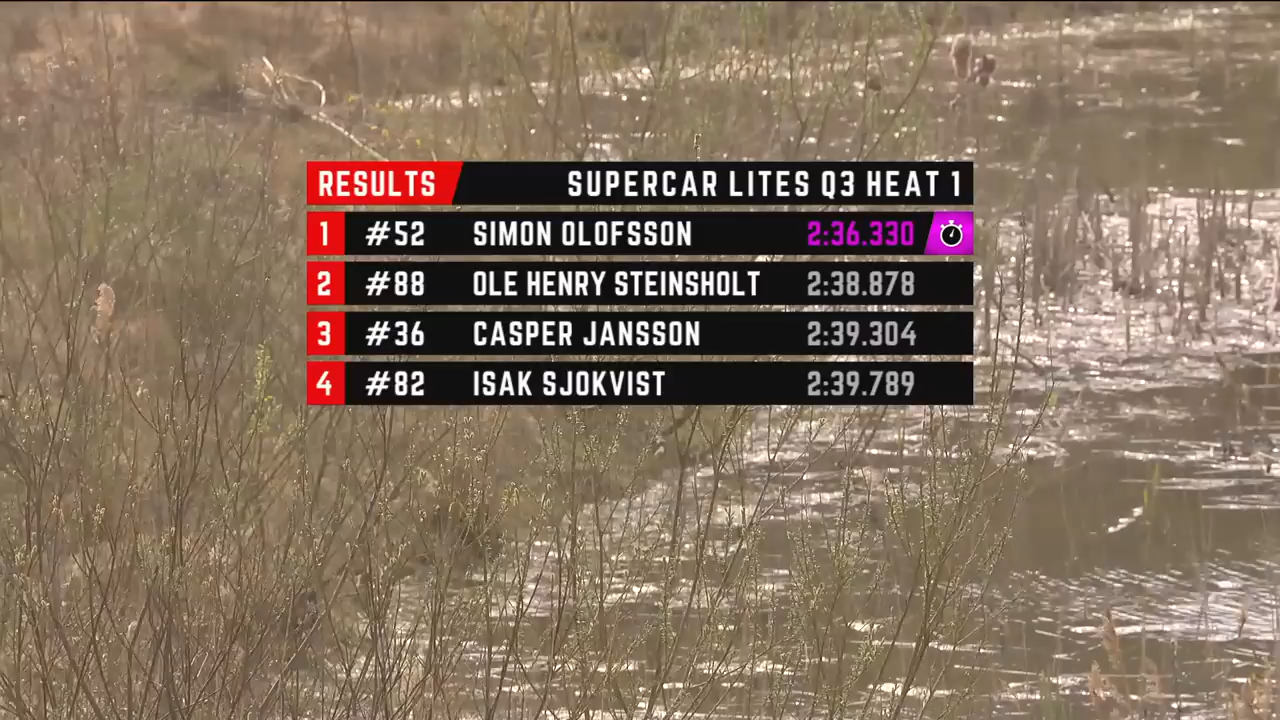 RESULTS SUPERCAR LITES Q3 HEAT 1
1 #52 SIMON OLOFSSON 2:36.330
2 #88 OLE HENRY STEINSHOLT 2:38.878
3 #36 CASPER JANSSON 2:39.304
4 #82 ISAK SJOKVIST 2:39.789